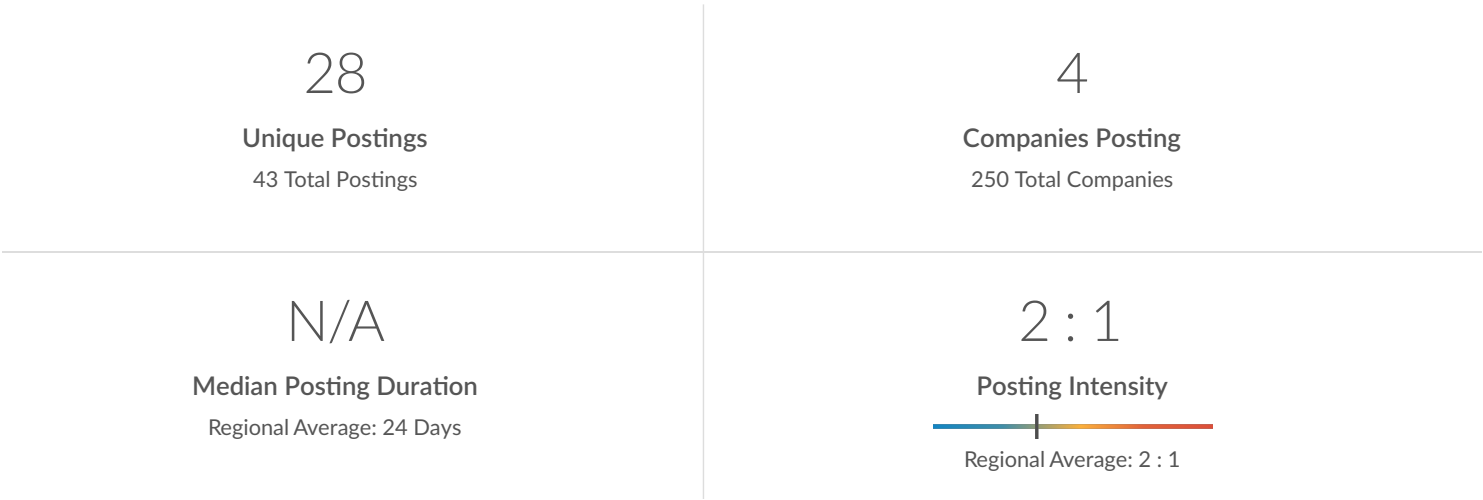 28
Unique Postings
43 Total Postings
4
Companies Posting
250 Total Companies
N/A
Median Posting Duration
Regional Average: 24 Days
2 : 1
Posting Intensity
Regional Average: 2 : 1